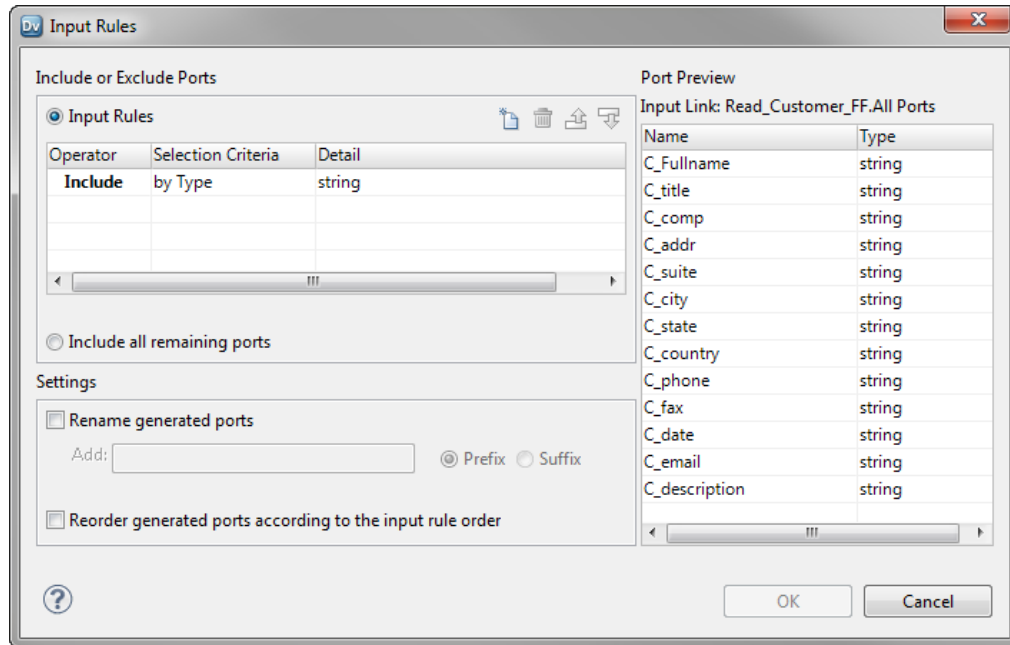 Dv Input Rules
Include or Exclude Ports
Input Rules
Operator Selection Criteria Detail
Include by Type string
Include all remaining ports
Settings
Rename generated ports
Add: Prefix Suffix
Reorder generated ports according to the input rule order
Port Preview
Input Link: Read_Customer_FF.All Ports
Name Type
C_Fullname string
C_title string
C_comp string
C_addr string
C_suite string
C_city string
C_state string
C_country string
C_phone string
C_fax string
C_date string
C_email string
C_description string
? OK Cancel